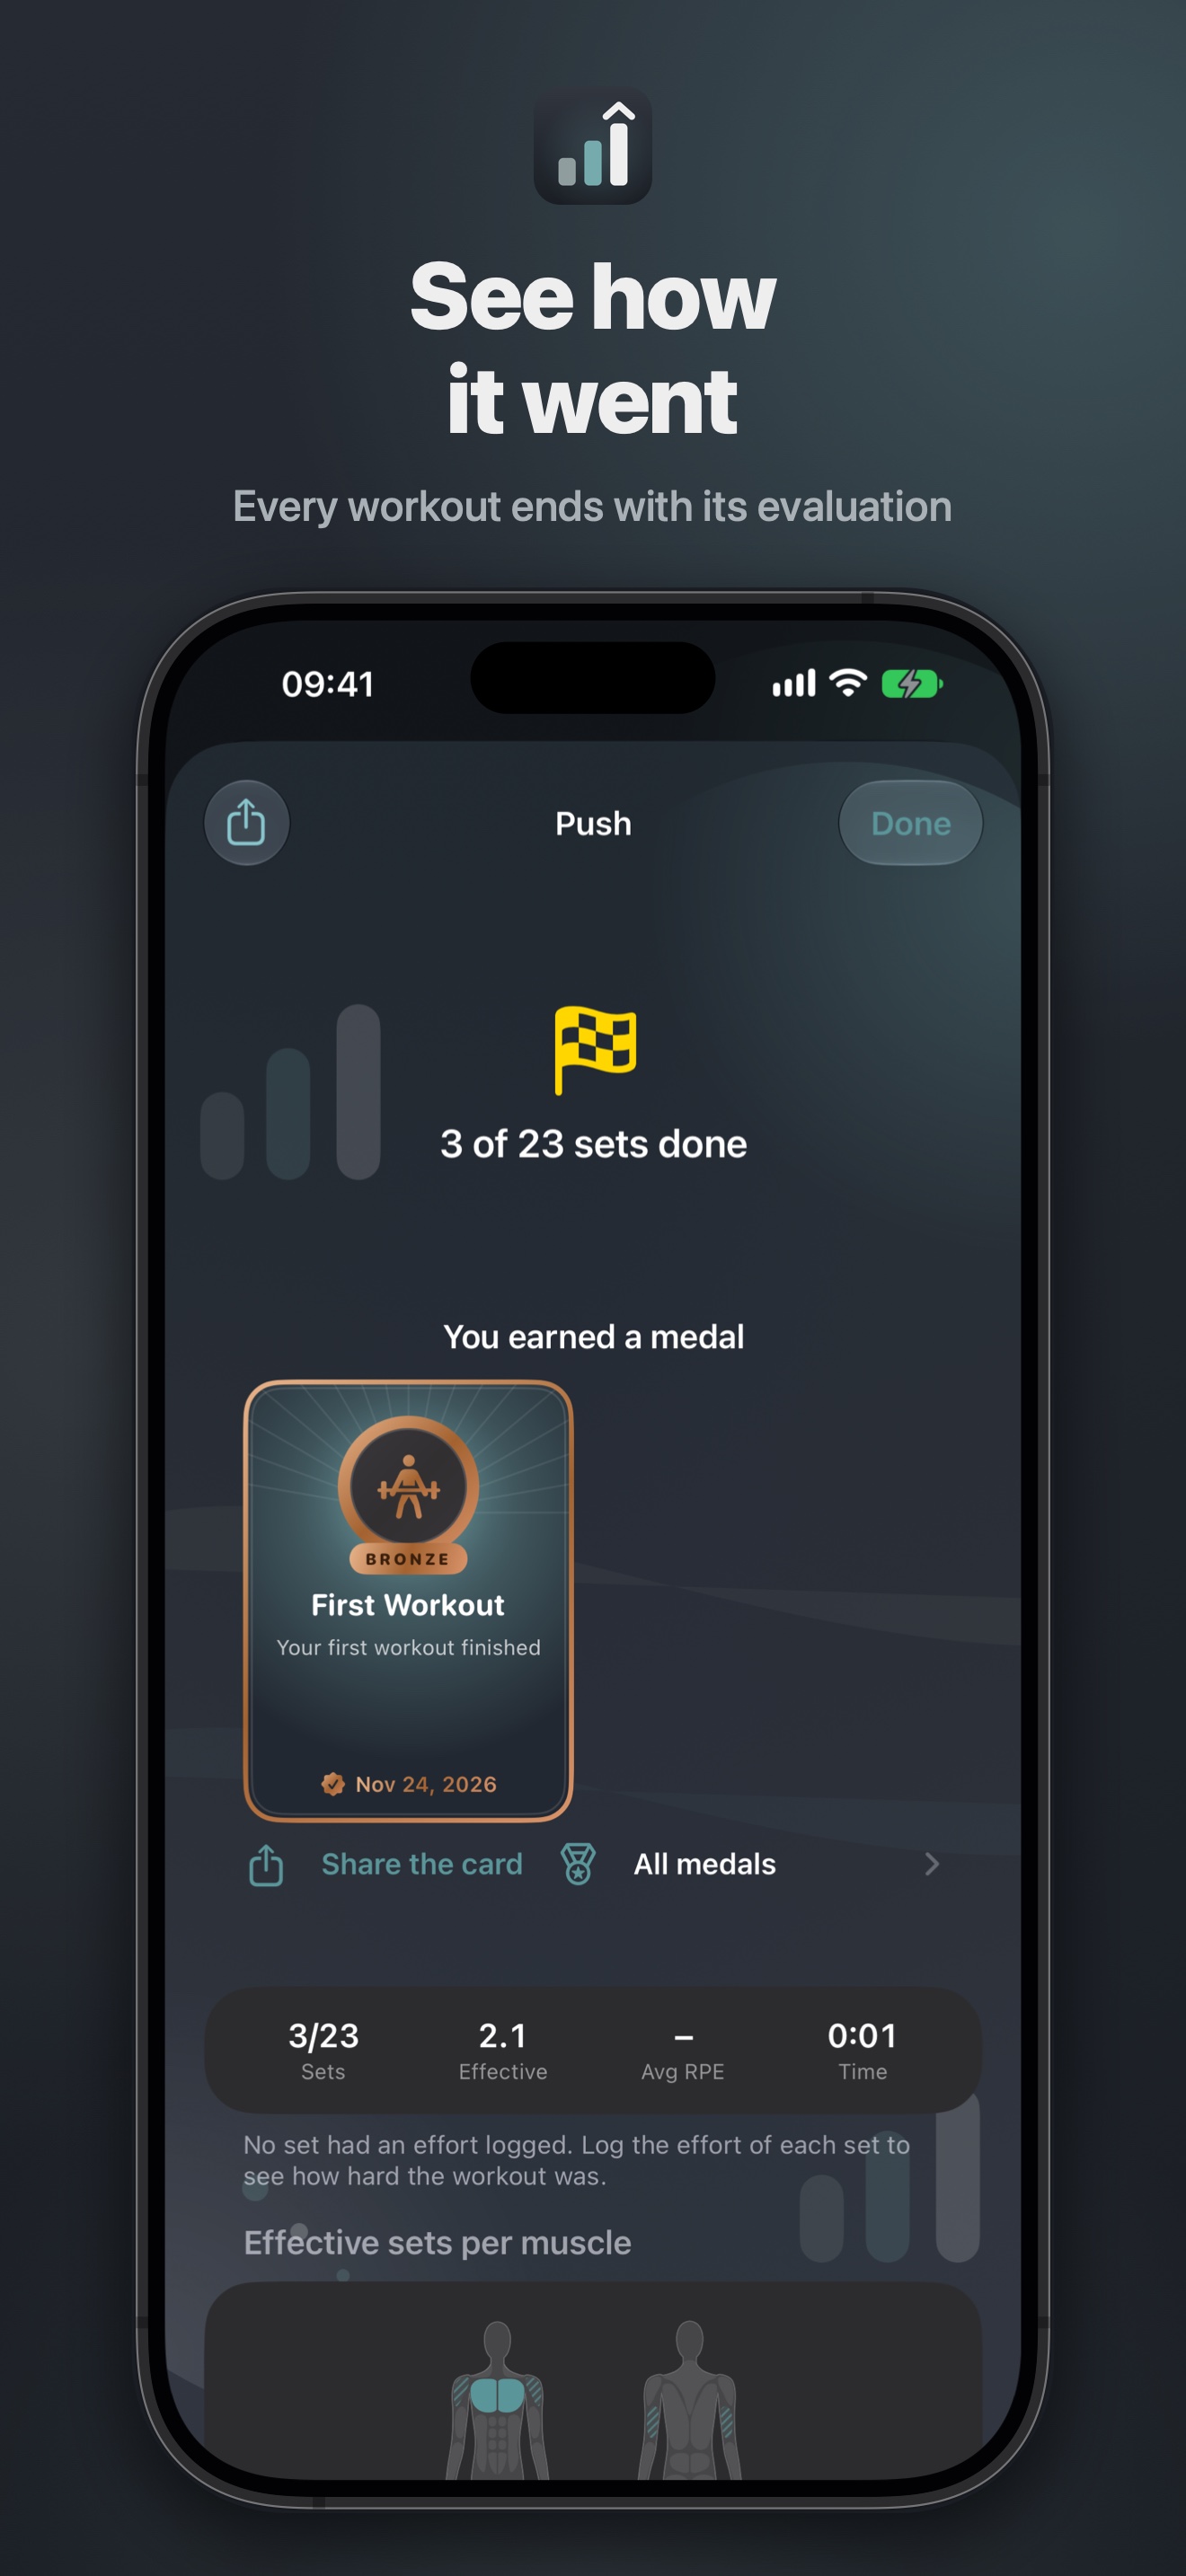 See how
it went
Every workout ends with its evaluation
09:41
Push
Done
3 of 23 sets done
You earned a medal
BRONZE
First Workout
Your first workout finished
Nov 24, 2026
Share the card
All medals
3/23
2.1
–
0:01
Sets
Effective
Avg RPE
Time
No set had an effort logged. Log the effort of each set to
see how hard the workout was.
Effective sets per muscle